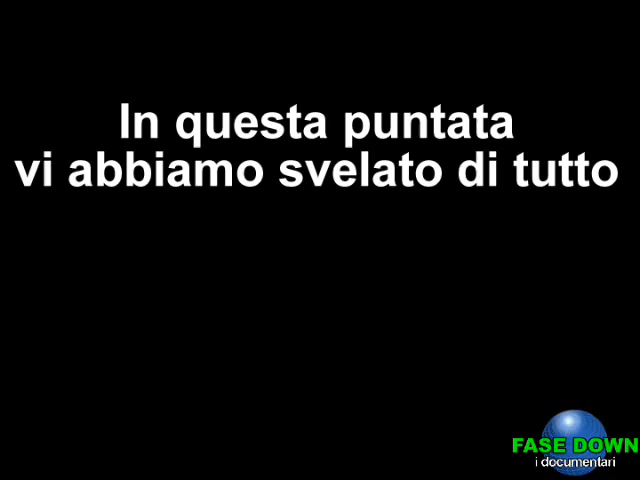 In questa puntata
vi abbiamo svelato di tutto
FASE DOWN
i documentari